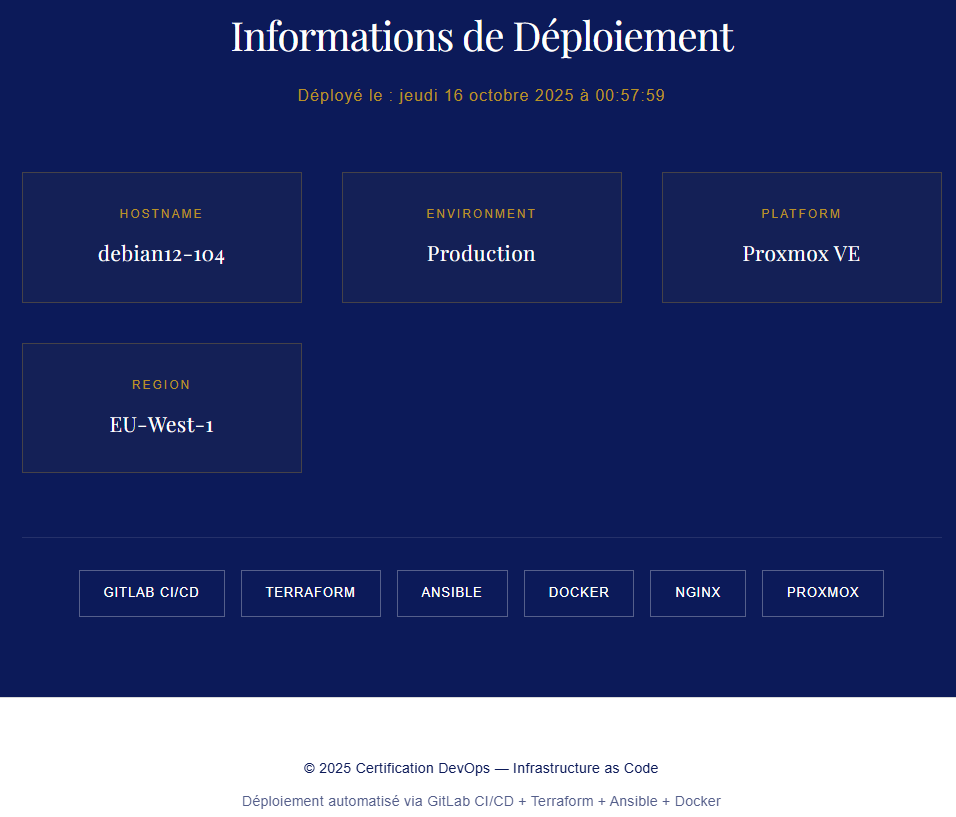 Informations de Déploiement
Déployé le : jeudi 16 octobre 2025 à 00:57:59
HOSTNAME
debian12-104
ENVIRONMENT
Production
PLATFORM
Proxmox VE
REGION
EU-West-1
GITLAB CI/CD
TERRAFORM
ANSIBLE
DOCKER
NGINX
PROXMOX
© 2025 Certification DevOps — Infrastructure as Code
Déploiement automatisé via GitLab CI/CD + Terraform + Ansible + Docker